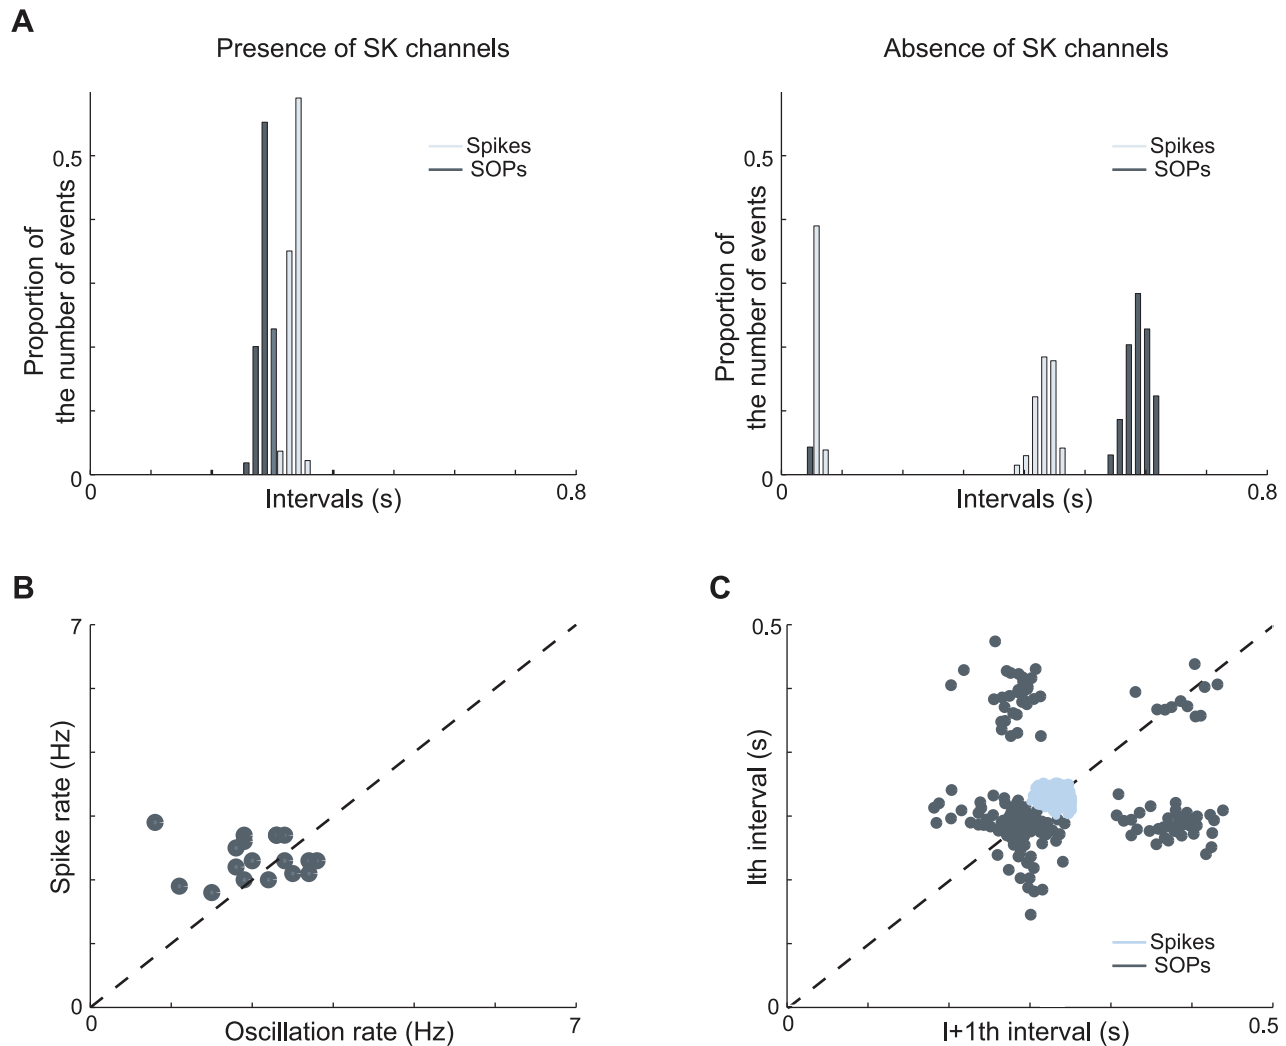 A
Presence of SK channels
Absence of SK channels
Proportion of
the number of events
0.5
0
Spikes
SOPs
0
Intervals (s)
0.8
Proportion of
the number of events
0.5
0
Spikes
SOPs
0
Intervals (s)
0.8
B
Spike rate (Hz)
7
0
0
Oscillation rate (Hz)
7
C
Ith interval (s)
0.5
0
Spikes
SOPs
0
I+1th interval (s)
0.5